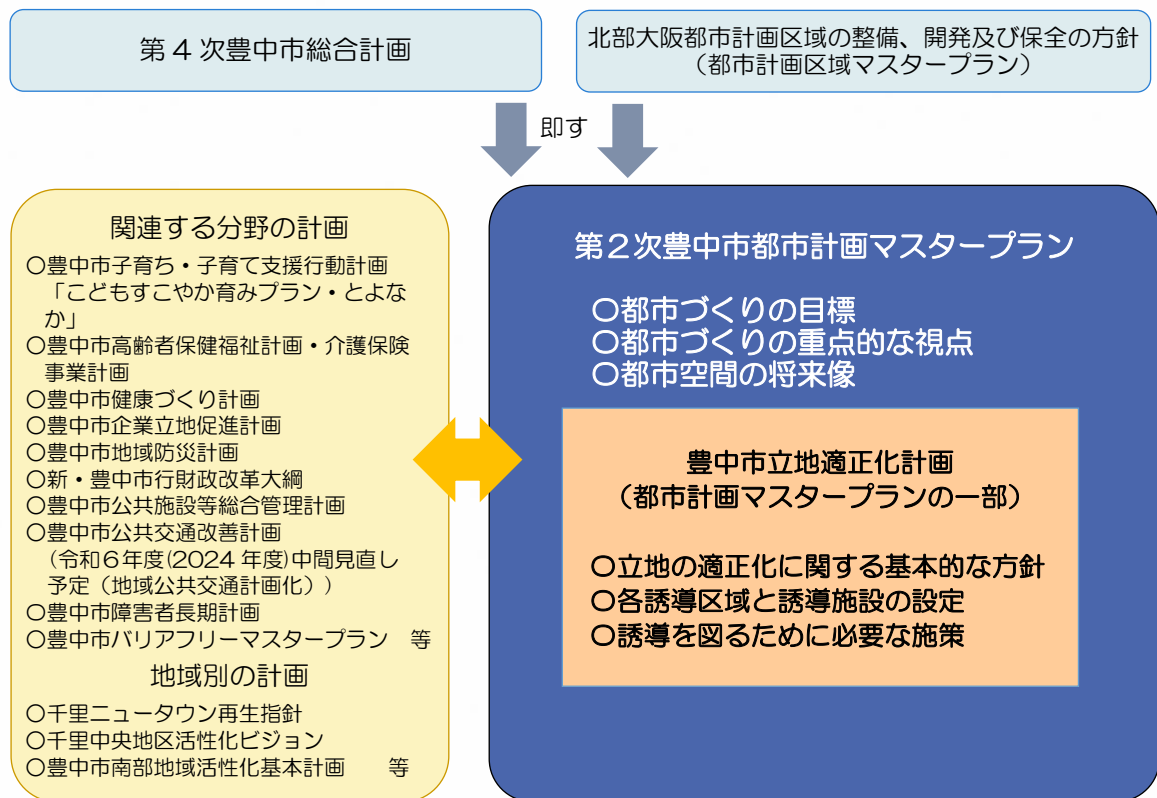 第4次豊中市総合計画
北部大阪都市計画区域の整備、開発及び保全の方針
（都市計画区域マスタープラン）
即す
関連する分野の計画
〇豊中市子育ち・子育て支援行動計画
「こどもすこやか育みプラン・とよな
か」
〇豊中市高齢者保健福祉計画・介護保険
事業計画
〇豊中市健康づくり計画
〇豊中市企業立地促進計画
〇豊中市地域防災計画
〇新・豊中市行財政改革大綱
〇豊中市公共施設等総合管理計画
〇豊中市公共交通改善計画
(令和6年度(2024年度)中間見直し
予定（地域公共交通計画化））
〇豊中市障害者長期計画
〇豊中市バリアフリーマスタープラン　等
地域別の計画
〇千里ニュータウン再生指針
〇千里中央地区活性化ビジョン
〇豊中市南部地域活性化基本計画　　等
第2次豊中市都市計画マスタープラン
〇都市づくりの目標
〇都市づくりの重点的な視点
〇都市空間の将来像
豊中市立地適正化計画
（都市計画マスタープランの一部）
〇立地の適正化に関する基本的な方針
〇各誘導区域と誘導施設の設定
〇誘導を図るために必要な施策